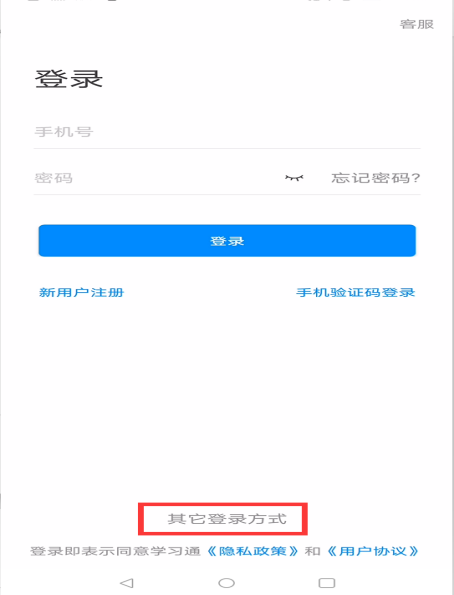 客服
登录
手机号
密码 忘记密码?
登录
新用户注册 手机验证码登录
其它登录方式
登录即表示同意学习通《隐私政策》和《用户协议》